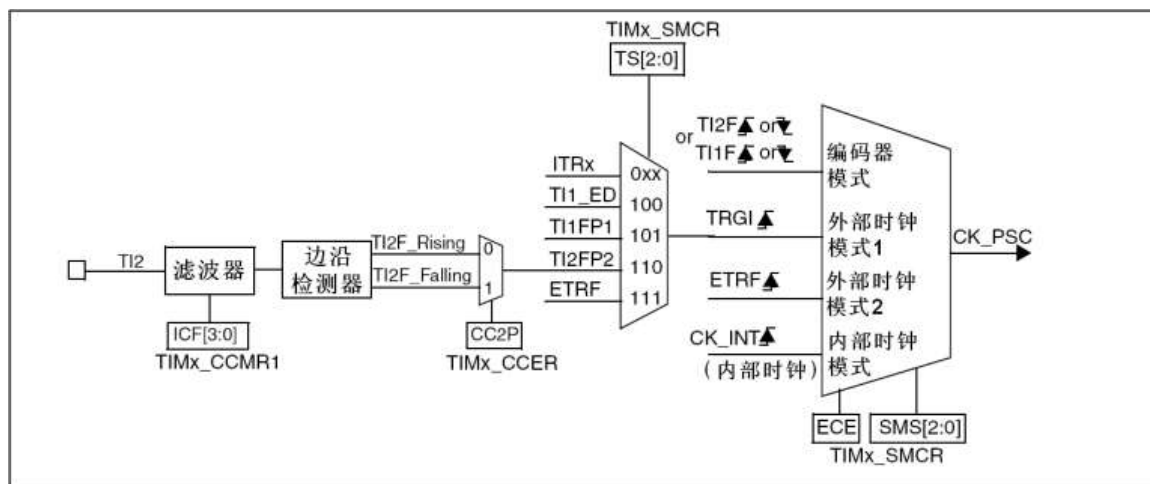 TIMx_SMCR
TS[2:0]
or TI2F or
TI1F or
编码器
模式
ITRx
0xx
TI1_ED
100
TI1FP1
101
TRGI
外部时钟
模式1
CK_PSC
TI2
滤波器
边沿
检测器
TI2F_Rising
0
TI2F_Falling
1
TI2FP2
110
ETRF
111
ETRF
外部时钟
模式2
ICF[3:0]
TIMx_CCMR1
CC2P
TIMx_CCER
CK_INT
(内部时钟)
内部时钟
模式
ECE
SMS[2:0]
TIMx_SMCR